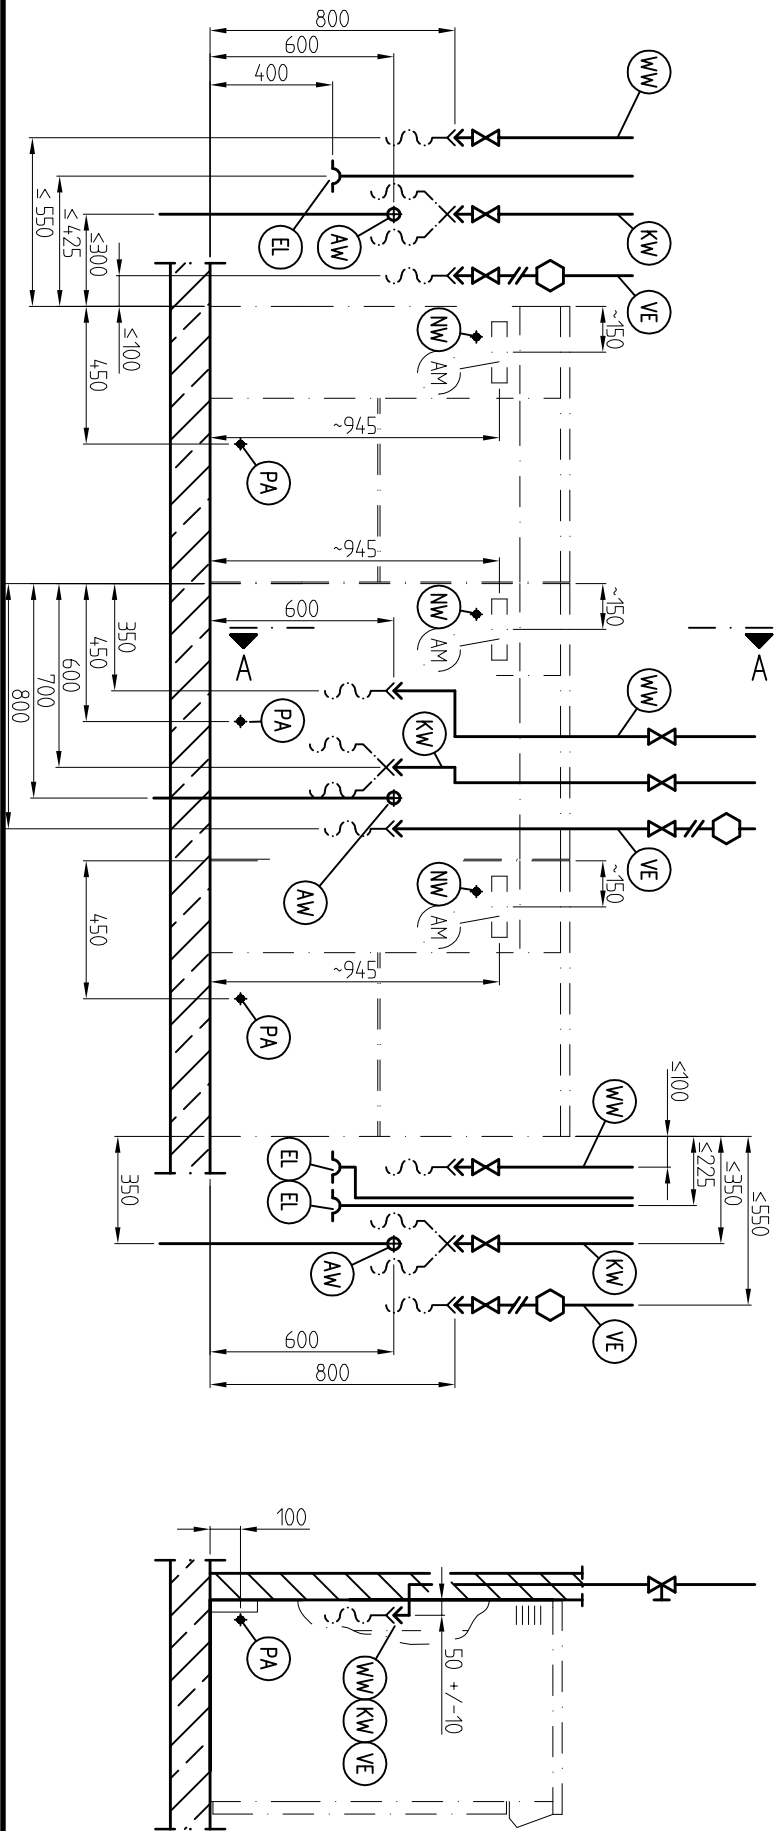 800
600
400
WW
≤ 550
≤ 425
≤300
EL
AW
KW
≤100
450
VE
NW
AM
~150
~945
PA
~945
NW
AM
~150
600
350
450
A
A
600
700
800
WW
PA
KW
AW
VE
NW
AM
~150
450
~945
PA
WW
≤100
≤225
≤350
≤550
EL
EL
350
AW
KW
VE
600
800
100
PA
50 +/-10
WW
KW
VE